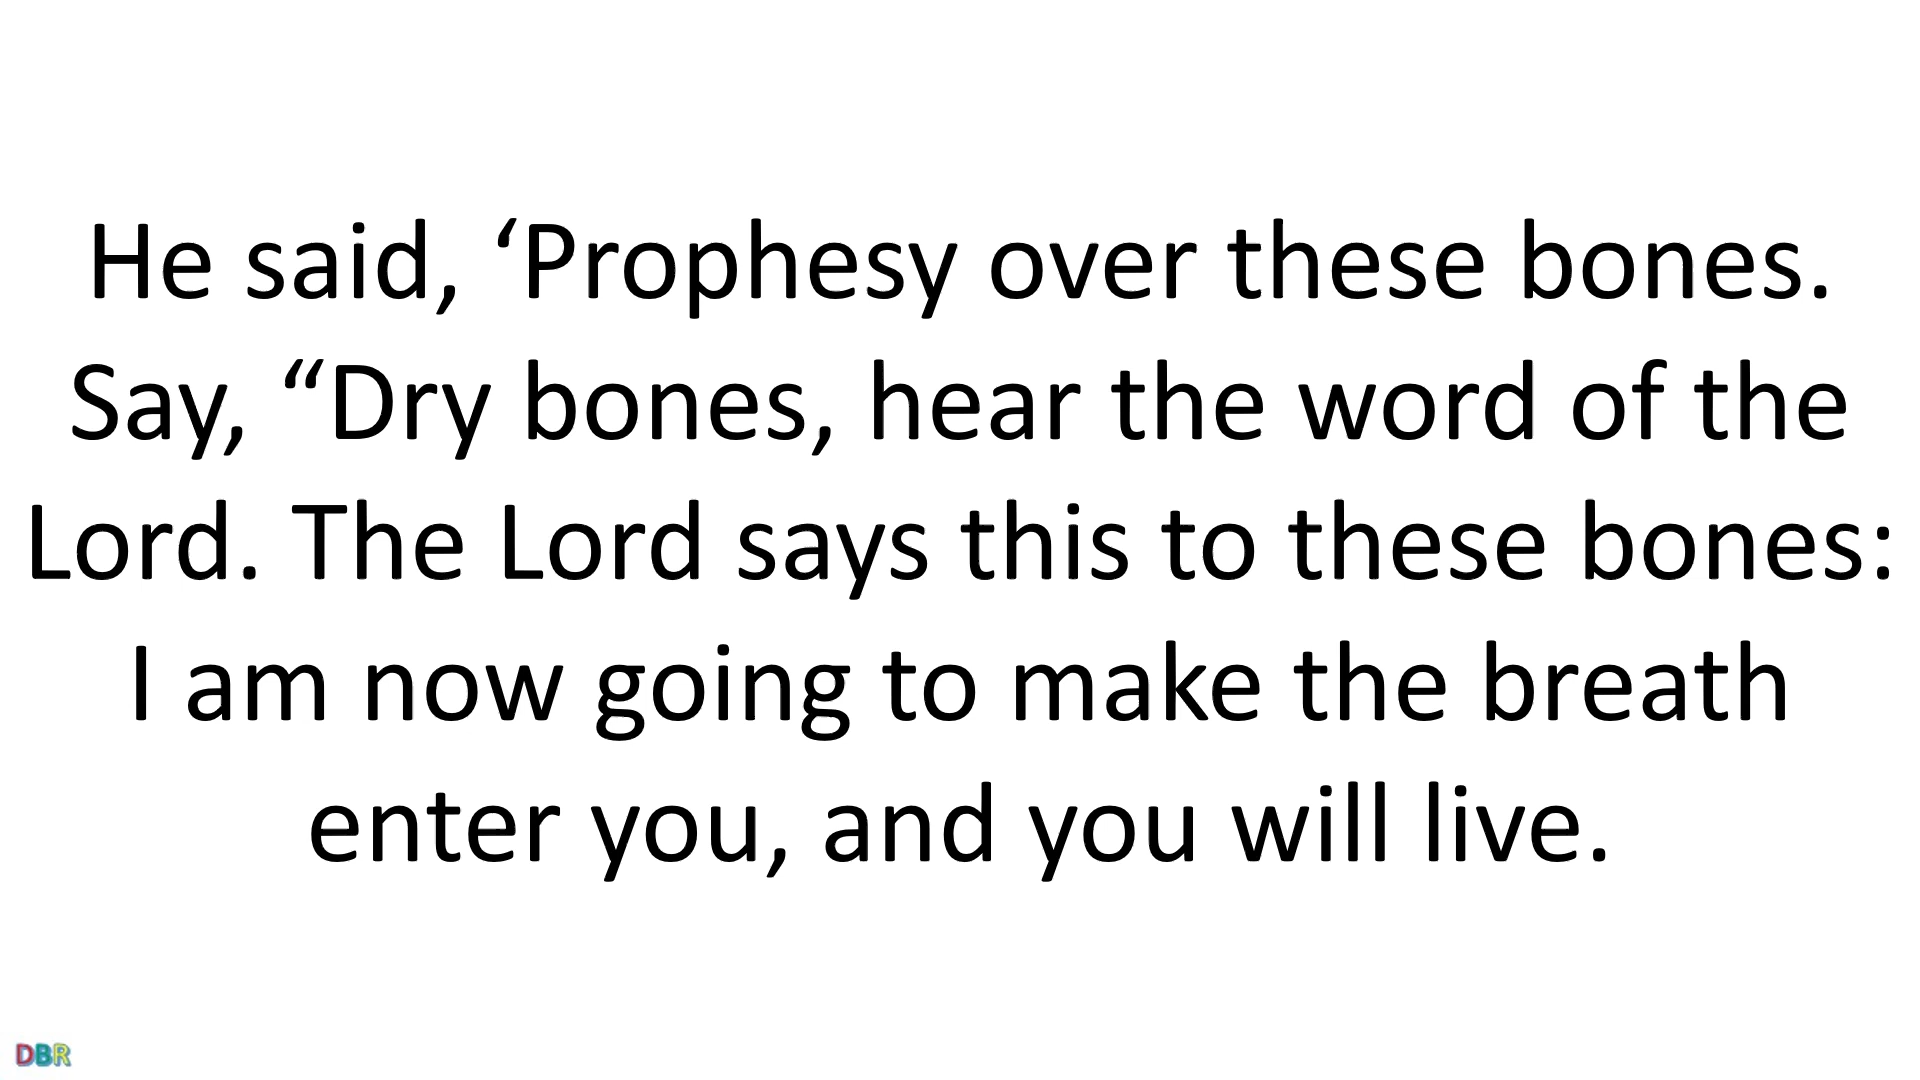 He said, ‘Prophesy over these bones.
Say, “Dry bones, hear the word of the
Lord. The Lord says this to these bones:
I am now going to make the breath
enter you, and you will live.
DBR